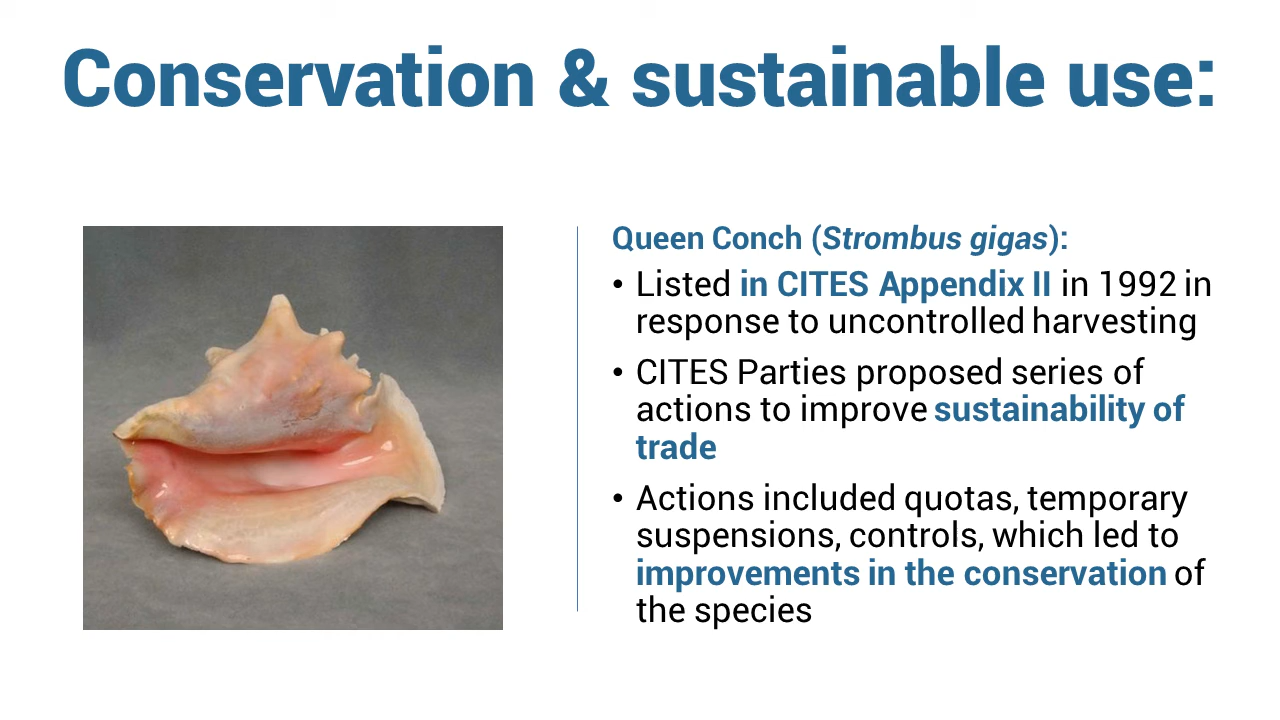 Conservation & sustainable use:
Queen Conch (Strombus gigas):
• Listed in CITES Appendix II in 1992 in
response to uncontrolled harvesting
• CITES Parties proposed series of
actions to improve sustainability of
trade
• Actions included quotas, temporary
suspensions, controls, which led to
improvements in the conservation of
the species